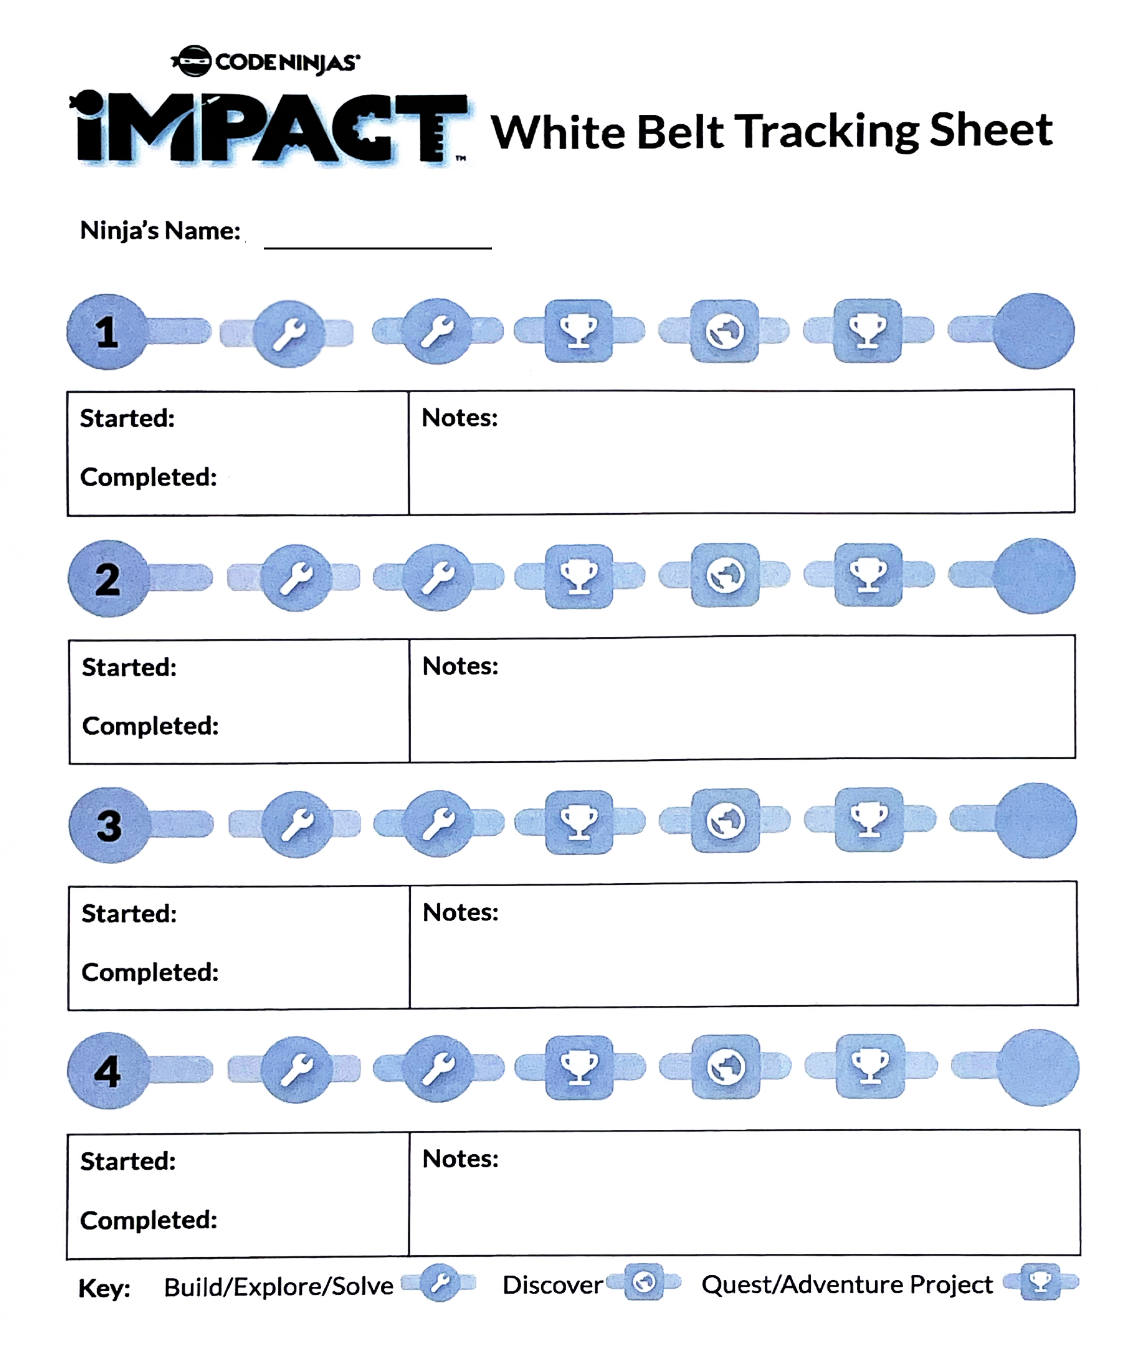 CODE NINJAS®
iMPACT™ White Belt Tracking Sheet
Ninja's Name:
1
Started:
Notes:
Completed:
2
Started:
Notes:
Completed:
3
Started:
Notes:
Completed:
4
Started:
Notes:
Completed:
Key: Build/Explore/Solve Discover Quest/Adventure Project